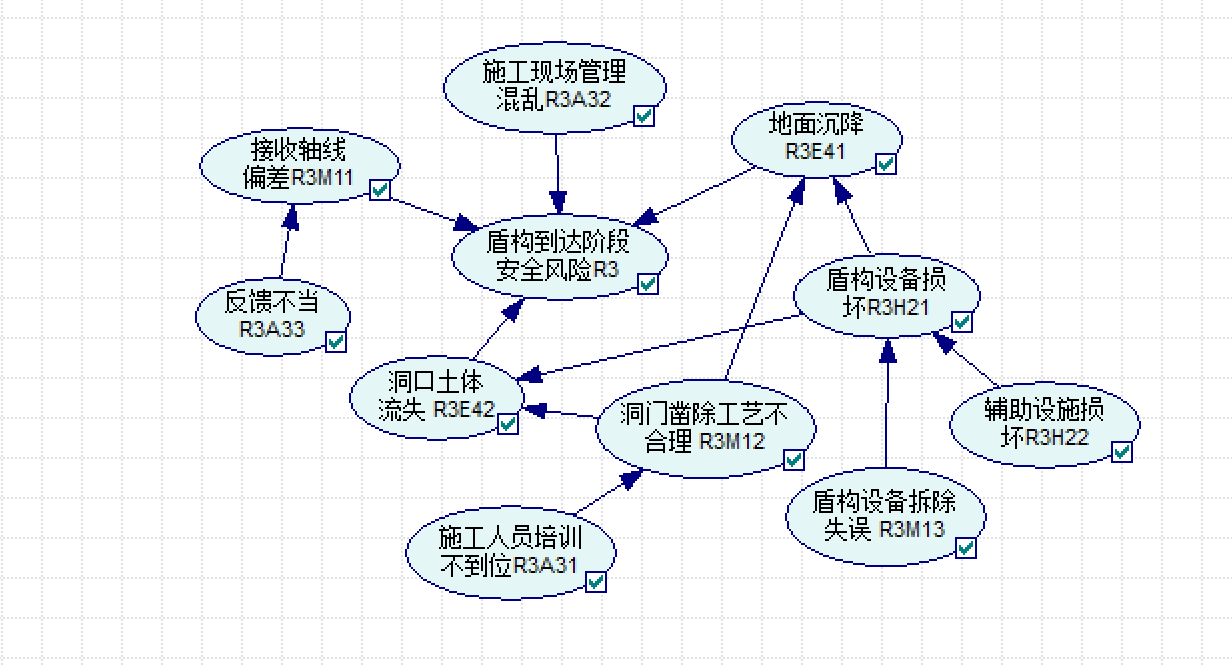 施工现场管理
混乱R3A32
地面沉降
R3E41
接收轴线
偏差R3M11
盾构到达阶段
安全风险R3
盾构设备损
坏R3H21
反馈不当
R3A33
洞口土体
流失 R3E42
洞门凿除工艺不
合理 R3M12
辅助设施损
坏R3H22
盾构设备拆除
失误 R3M13
施工人员培训
不到位R3A31